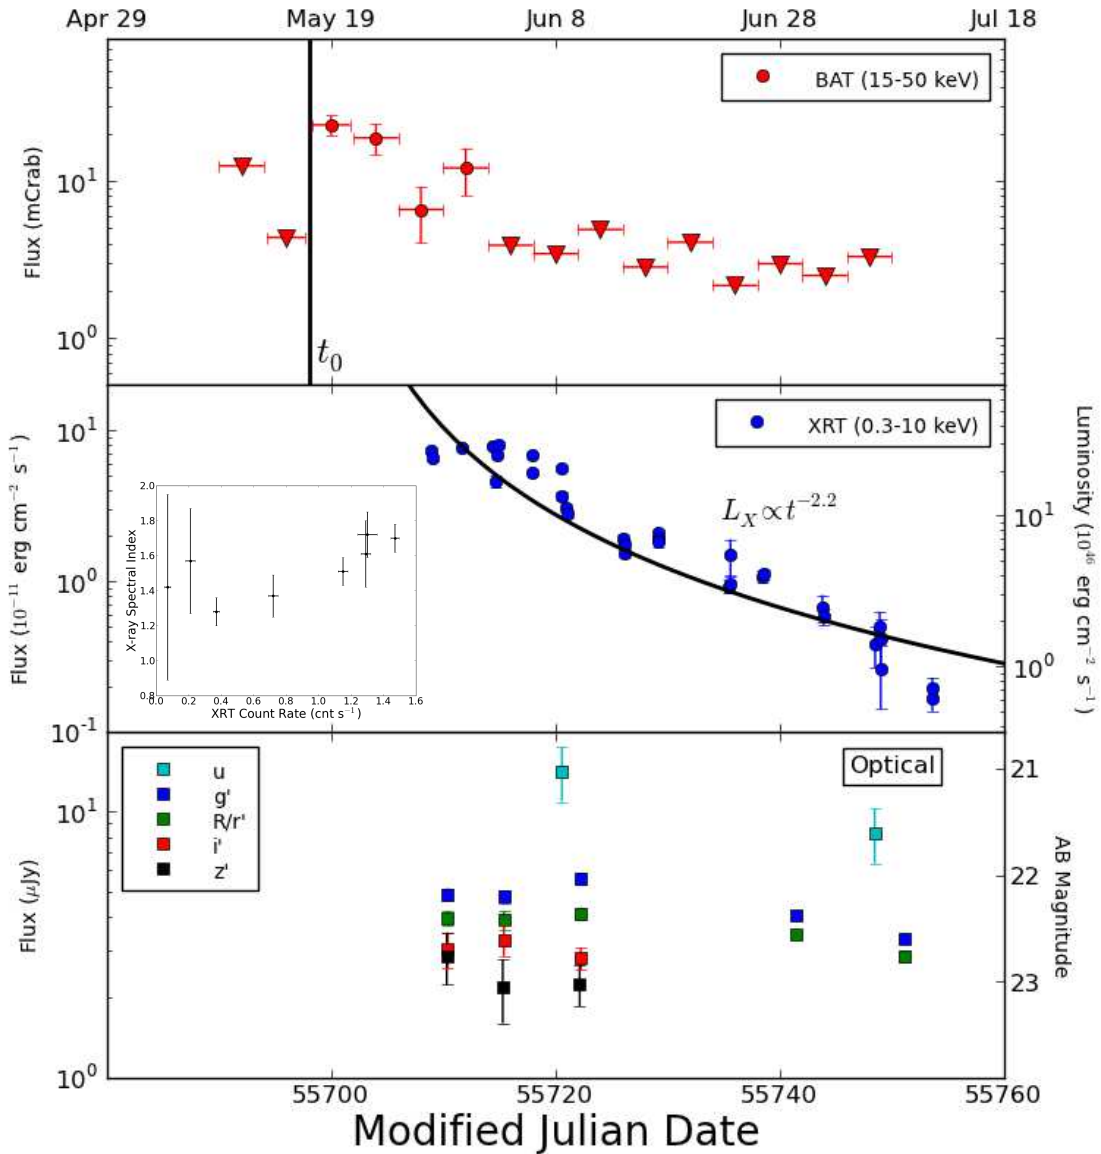 Apr 29 May 19 Jun 8 Jun 28 Jul 18
BAT (15-50 keV)
Flux (mCrab)
10¹
10⁰
t₀
XRT (0.3-10 keV)
Flux (10⁻¹¹ erg cm⁻² s⁻¹)
10¹
10⁰
10⁻¹
L_X ∝ t⁻²·²
Luminosity (10⁴⁶ erg cm⁻² s⁻¹)
10¹
10⁰
X-ray Spectral Index
2.0
1.8
1.6
1.4
1.2
1.0
0.8
0.0 0.2 0.4 0.6 0.8 1.0 1.2 1.4 1.6
XRT Count Rate (cnt s⁻¹)
Optical
u
g'
R/r'
i'
z'
Flux (μJy)
10¹
10⁰
AB Magnitude
21
22
23
55700 55720 55740 55760
Modified Julian Date